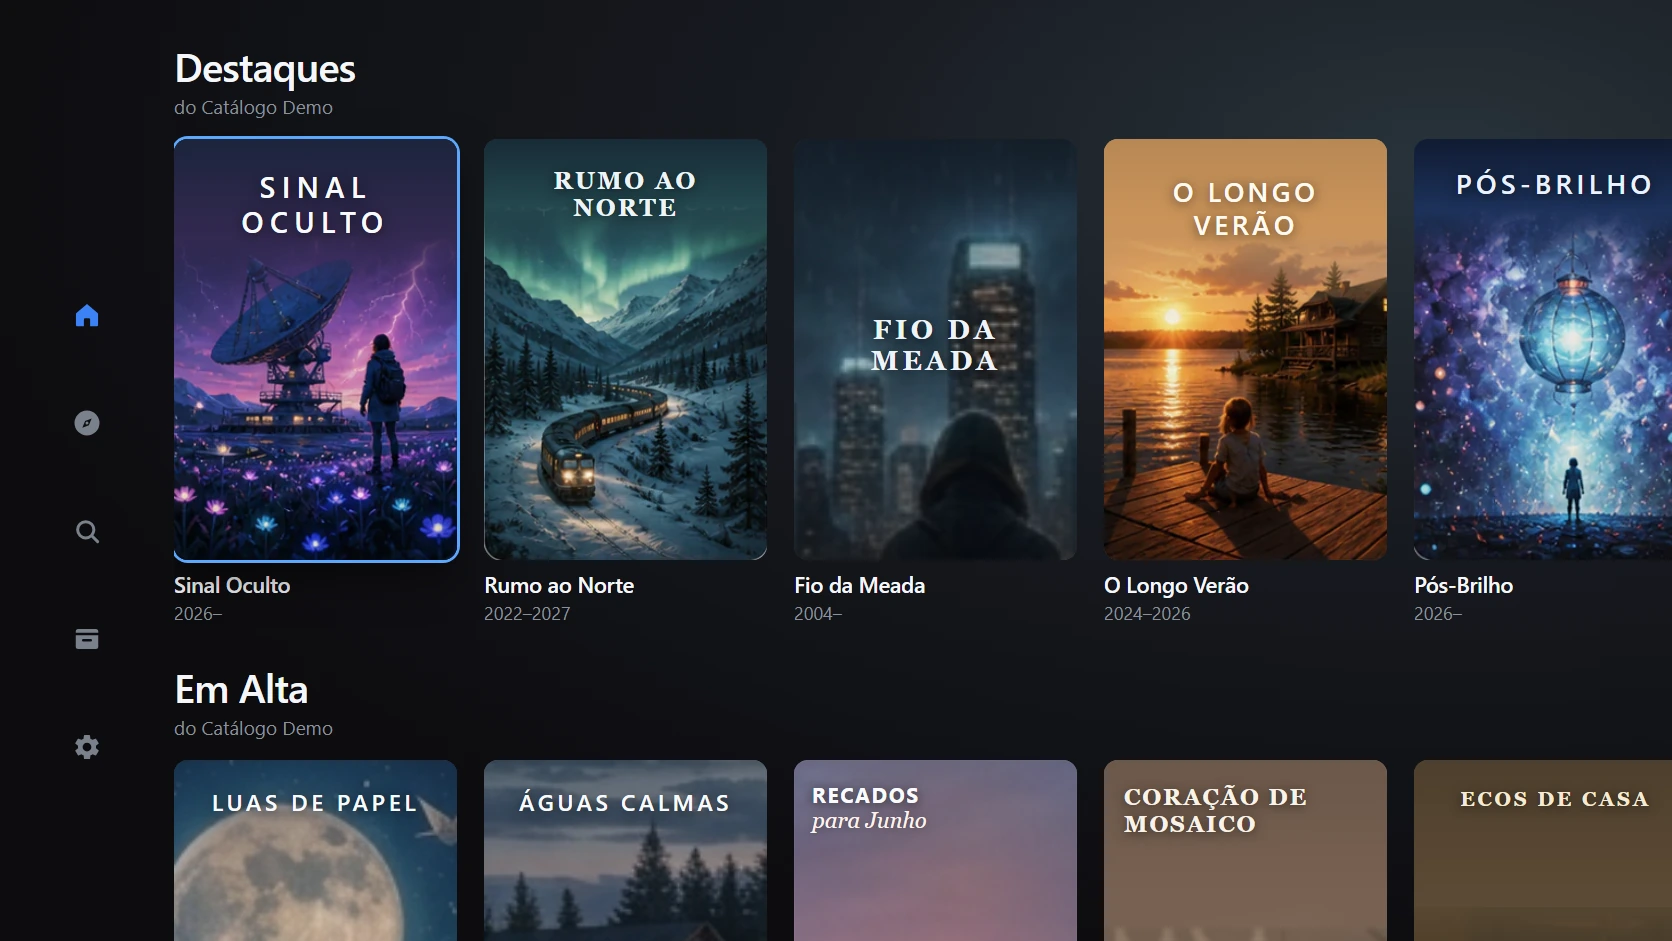 Destaques
do Catálogo Demo
SINAL
OCULTO
RUMO AO
NORTE
FIO DA
MEADA
O LONGO
VERÃO
PÓS-BRILHO
Sinal Oculto
2026–
Rumo ao Norte
2022–2027
Fio da Meada
2004–
O Longo Verão
2024–2026
Pós-Brilho
2026–
Em Alta
do Catálogo Demo
LUAS DE PAPEL
ÁGUAS CALMAS
RECADOS
para Junho
CORAÇÃO DE
MOSAICO
ECOS DE CASA